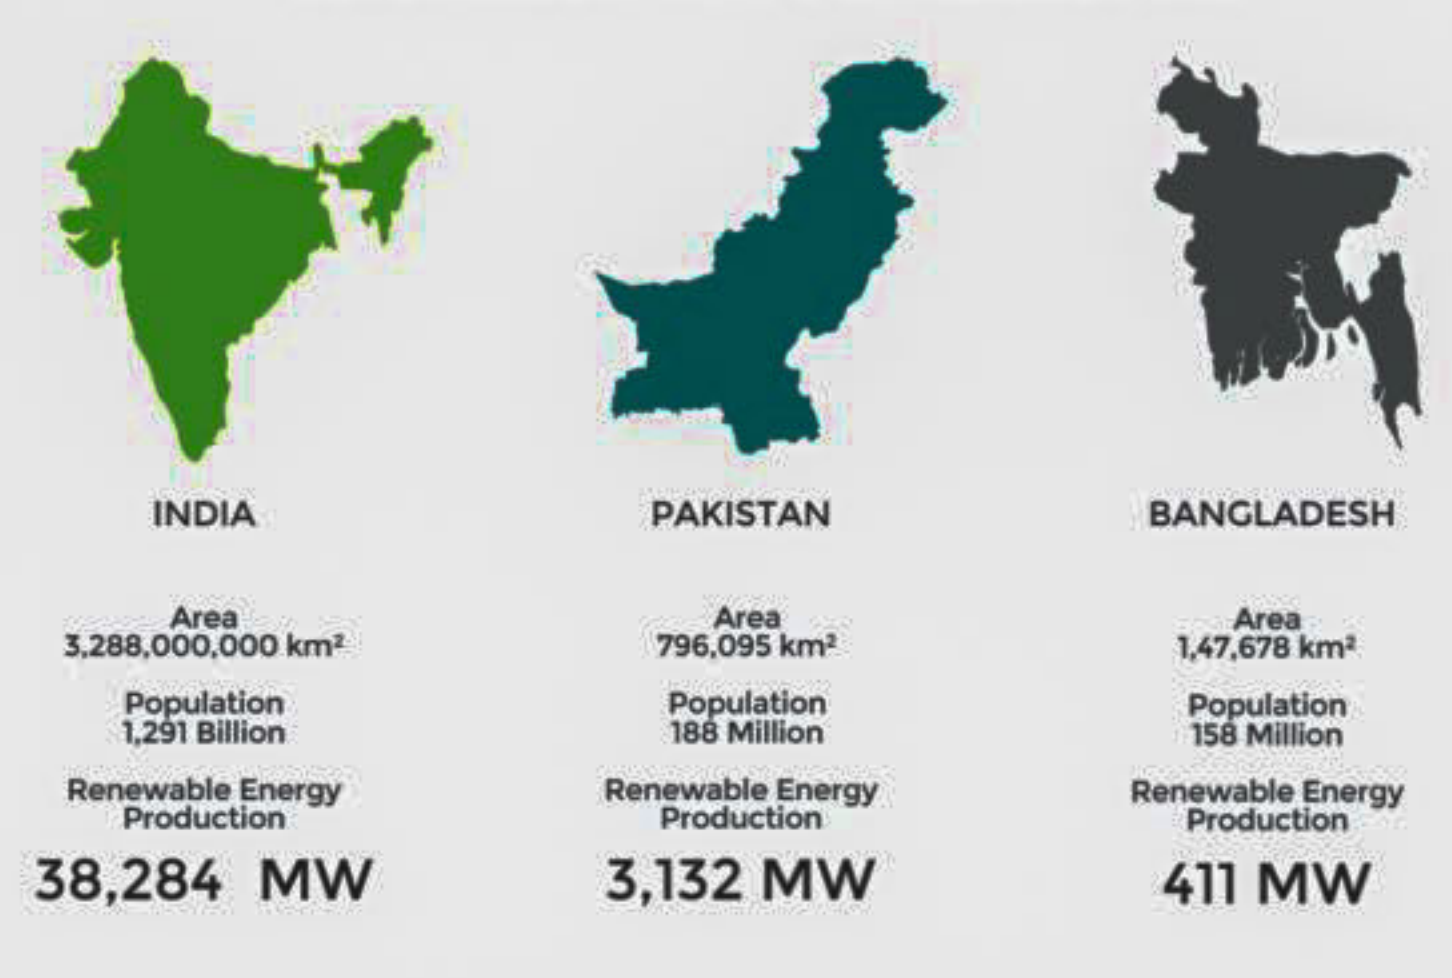 INDIA
Area
3,288,000,000 km²
Population
1,291 Billion
Renewable Energy
Production
38,284 MW
PAKISTAN
Area
796,095 km²
Population
188 Million
Renewable Energy
Production
3,132 MW
BANGLADESH
Area
1,47,678 km²
Population
158 Million
Renewable Energy
Production
411 MW